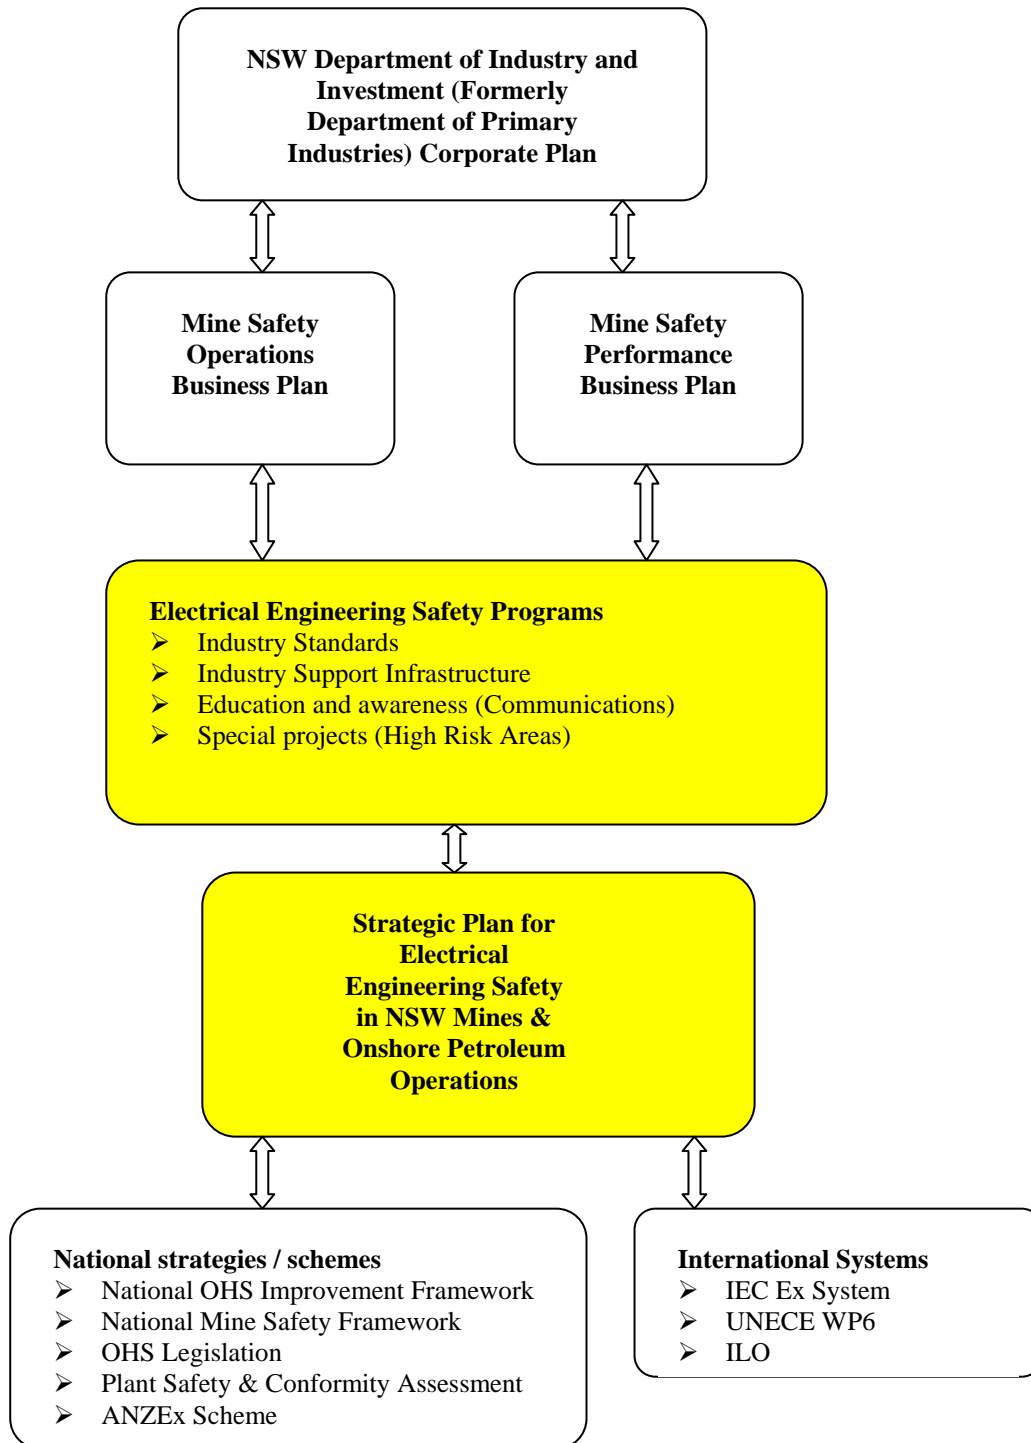 NSW Department of Industry and
Investment (Formerly
Department of Primary
Industries) Corporate Plan
Mine Safety
Operations
Business Plan
Mine Safety
Performance
Business Plan
Electrical Engineering Safety Programs
➢ Industry Standards
➢ Industry Support Infrastructure
➢ Education and awareness (Communications)
➢ Special projects (High Risk Areas)
Strategic Plan for
Electrical
Engineering Safety
in NSW Mines &
Onshore Petroleum
Operations
National strategies / schemes
➢ National OHS Improvement Framework
➢ National Mine Safety Framework
➢ OHS Legislation
➢ Plant Safety & Conformity Assessment
➢ ANZEx Scheme
International Systems
➢ IEC Ex System
➢ UNECE WP6
➢ ILO